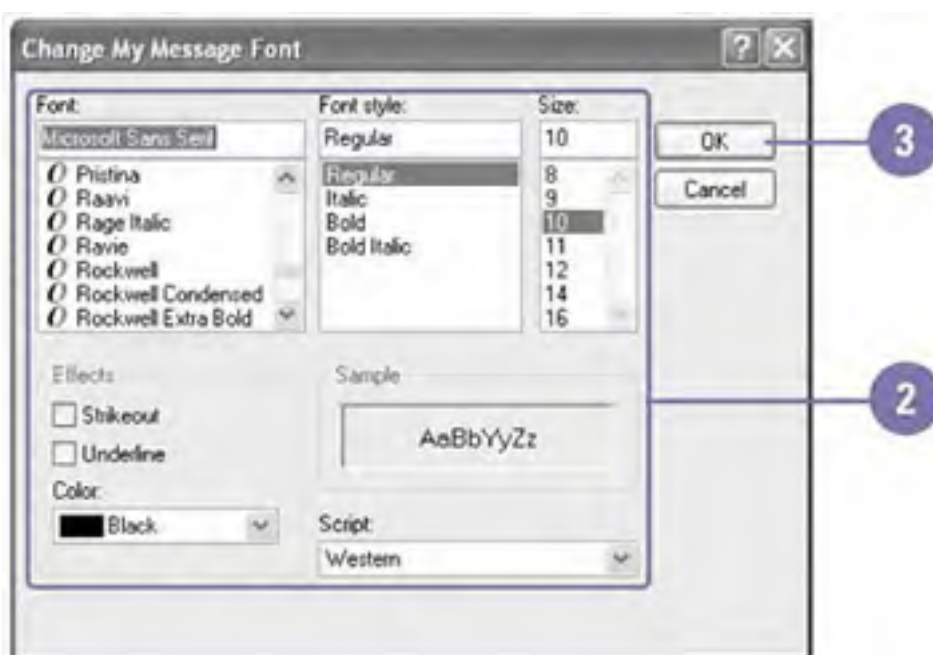 Change My Message Font
Font:
Microsoft Sans Serif
O Pristina
O Raavi
O Rage Italic
O Ravie
O Rockwell
O Rockwell Condensed
O Rockwell Extra Bold
Font style:
Regular
Regular
Italic
Bold
Bold Italic
Size:
10
8
9
10
11
12
14
16
OK
3
Cancel
Effects
Strikeout
Underline
Color:
Black
Sample
AaBbYyZz
2
Script:
Western